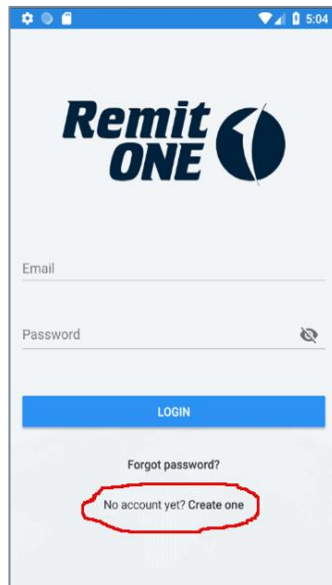 5:04
Remit
ONE
Email
Password
LOGIN
Forgot password?
No account yet? Create one